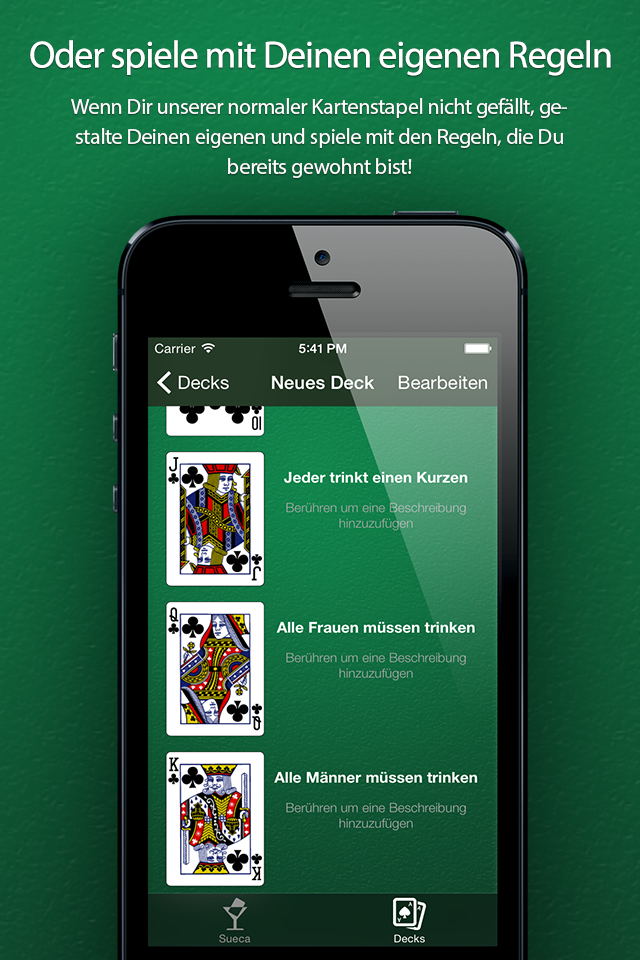 Oder spiele mit Deinen eigenen Regeln
Wenn Dir unserer normaler Kartenstapel nicht gefällt, ge-
stalte Deinen eigenen und spiele mit den Regeln, die Du
bereits gewohnt bist!
Carrier 5:41 PM
Decks Neues Deck Bearbeiten
10
J
Jeder trinkt einen Kurzen
Berühren um eine Beschreibung
hinzuzufügen
J
Q
Alle Frauen müssen trinken
Berühren um eine Beschreibung
hinzuzufügen
Q
K
Alle Männer müssen trinken
Berühren um eine Beschreibung
hinzuzufügen
K
A
Sueca Decks